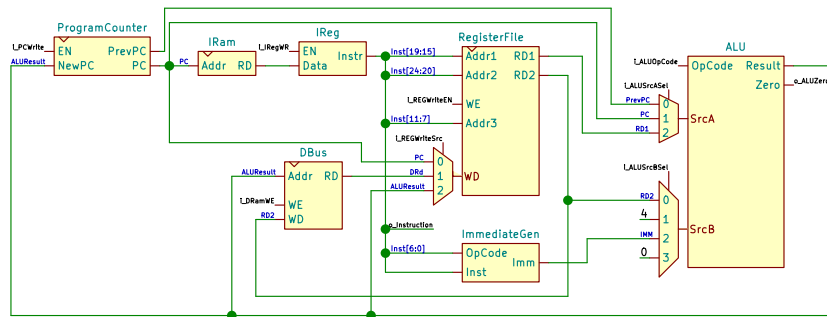 ProgramCounter
i_PCWrite
EN
PrevPC
ALUResult
NewPC
PC
PC
IRam
Addr
RD
IReg
i_IRegWR
EN
Instr
Data
RegisterFile
Inst[19:15]
Addr1
RD1
Inst[24:20]
Addr2
RD2
i_REGWriteEN
WE
Inst[11:7]
Addr3
i_REGWriteSrc
PC
0
DRd
1
WD
ALUResult
2
DBus
ALUResult
Addr
RD
i_DRamWE
WE
RD2
WD
o_Instruction
ImmediateGen
Inst[6:0]
OpCode
Imm
Inst
ALU
i_ALUOpCode
OpCode
Result
Zero
o_ALUZero
i_ALUSrcASel
PrevPC
0
PC
1
SrcA
RD1
2
i_ALUSrcBSel
RD2
0
4
1
SrcB
IMM
2
0
3